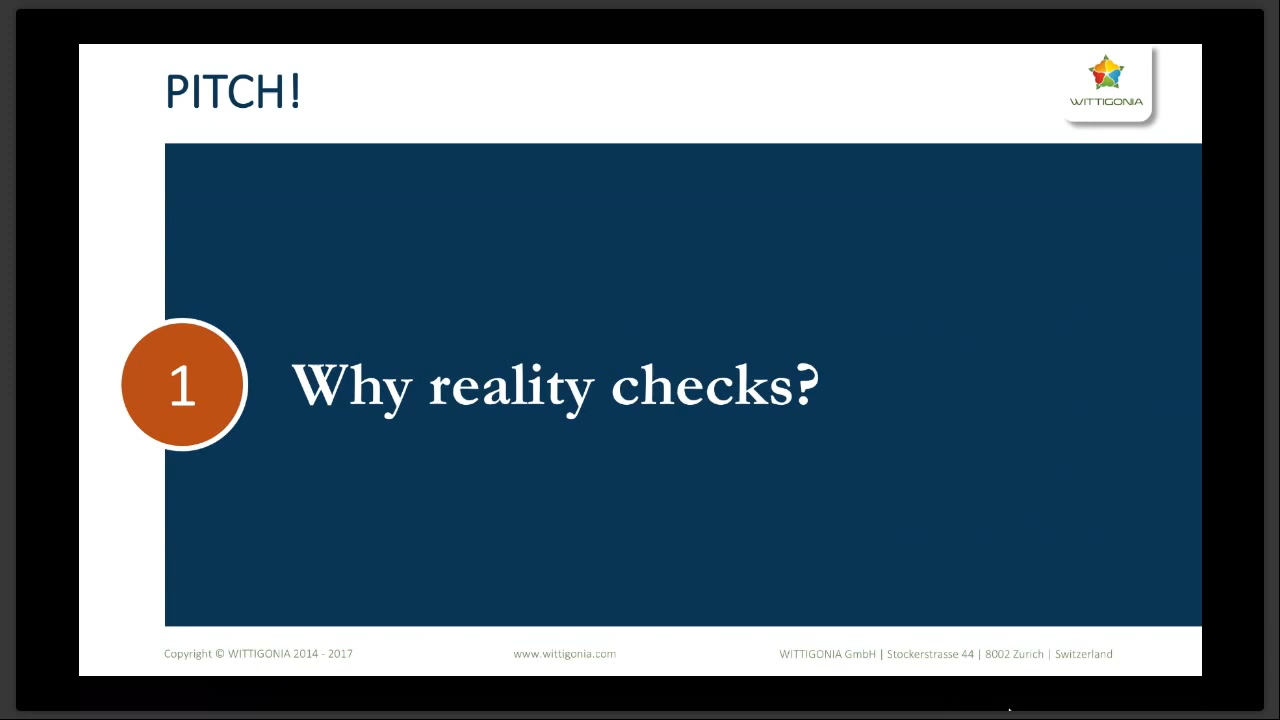 PITCH!
WITTIGONIA
1
Why reality checks?
Copyright © WITTIGONIA 2014 - 2017
www.wittigonia.com
WITTIGONIA GmbH | Stockerstrasse 44 | 8002 Zurich | Switzerland